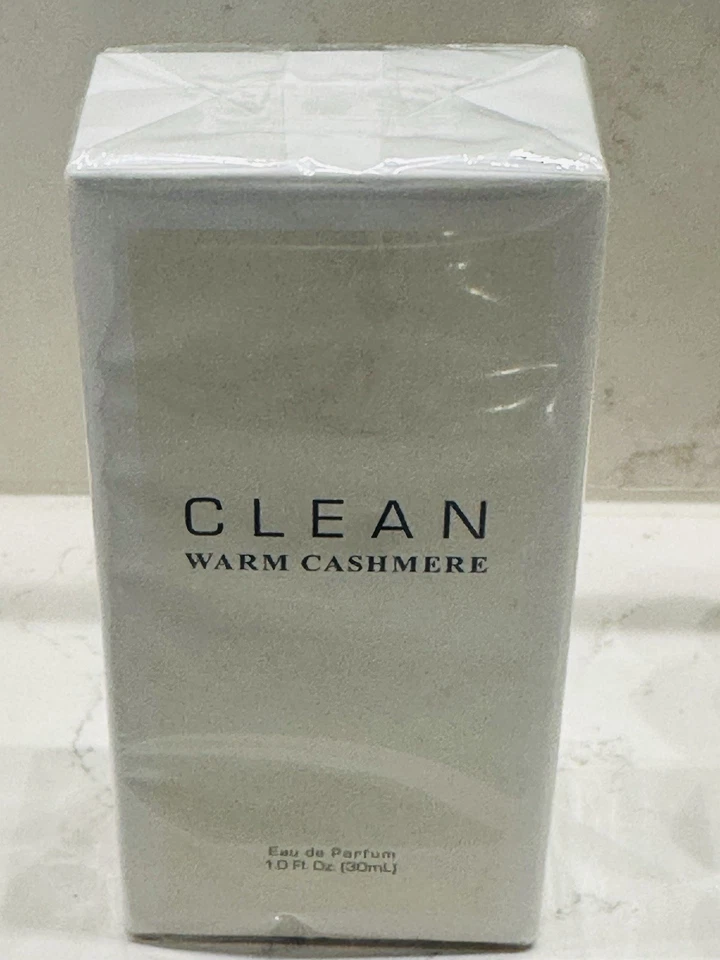 CLEAN
WARM CASHMERE
Eau de Parfum
1.0 Fl. Oz. (30mL)